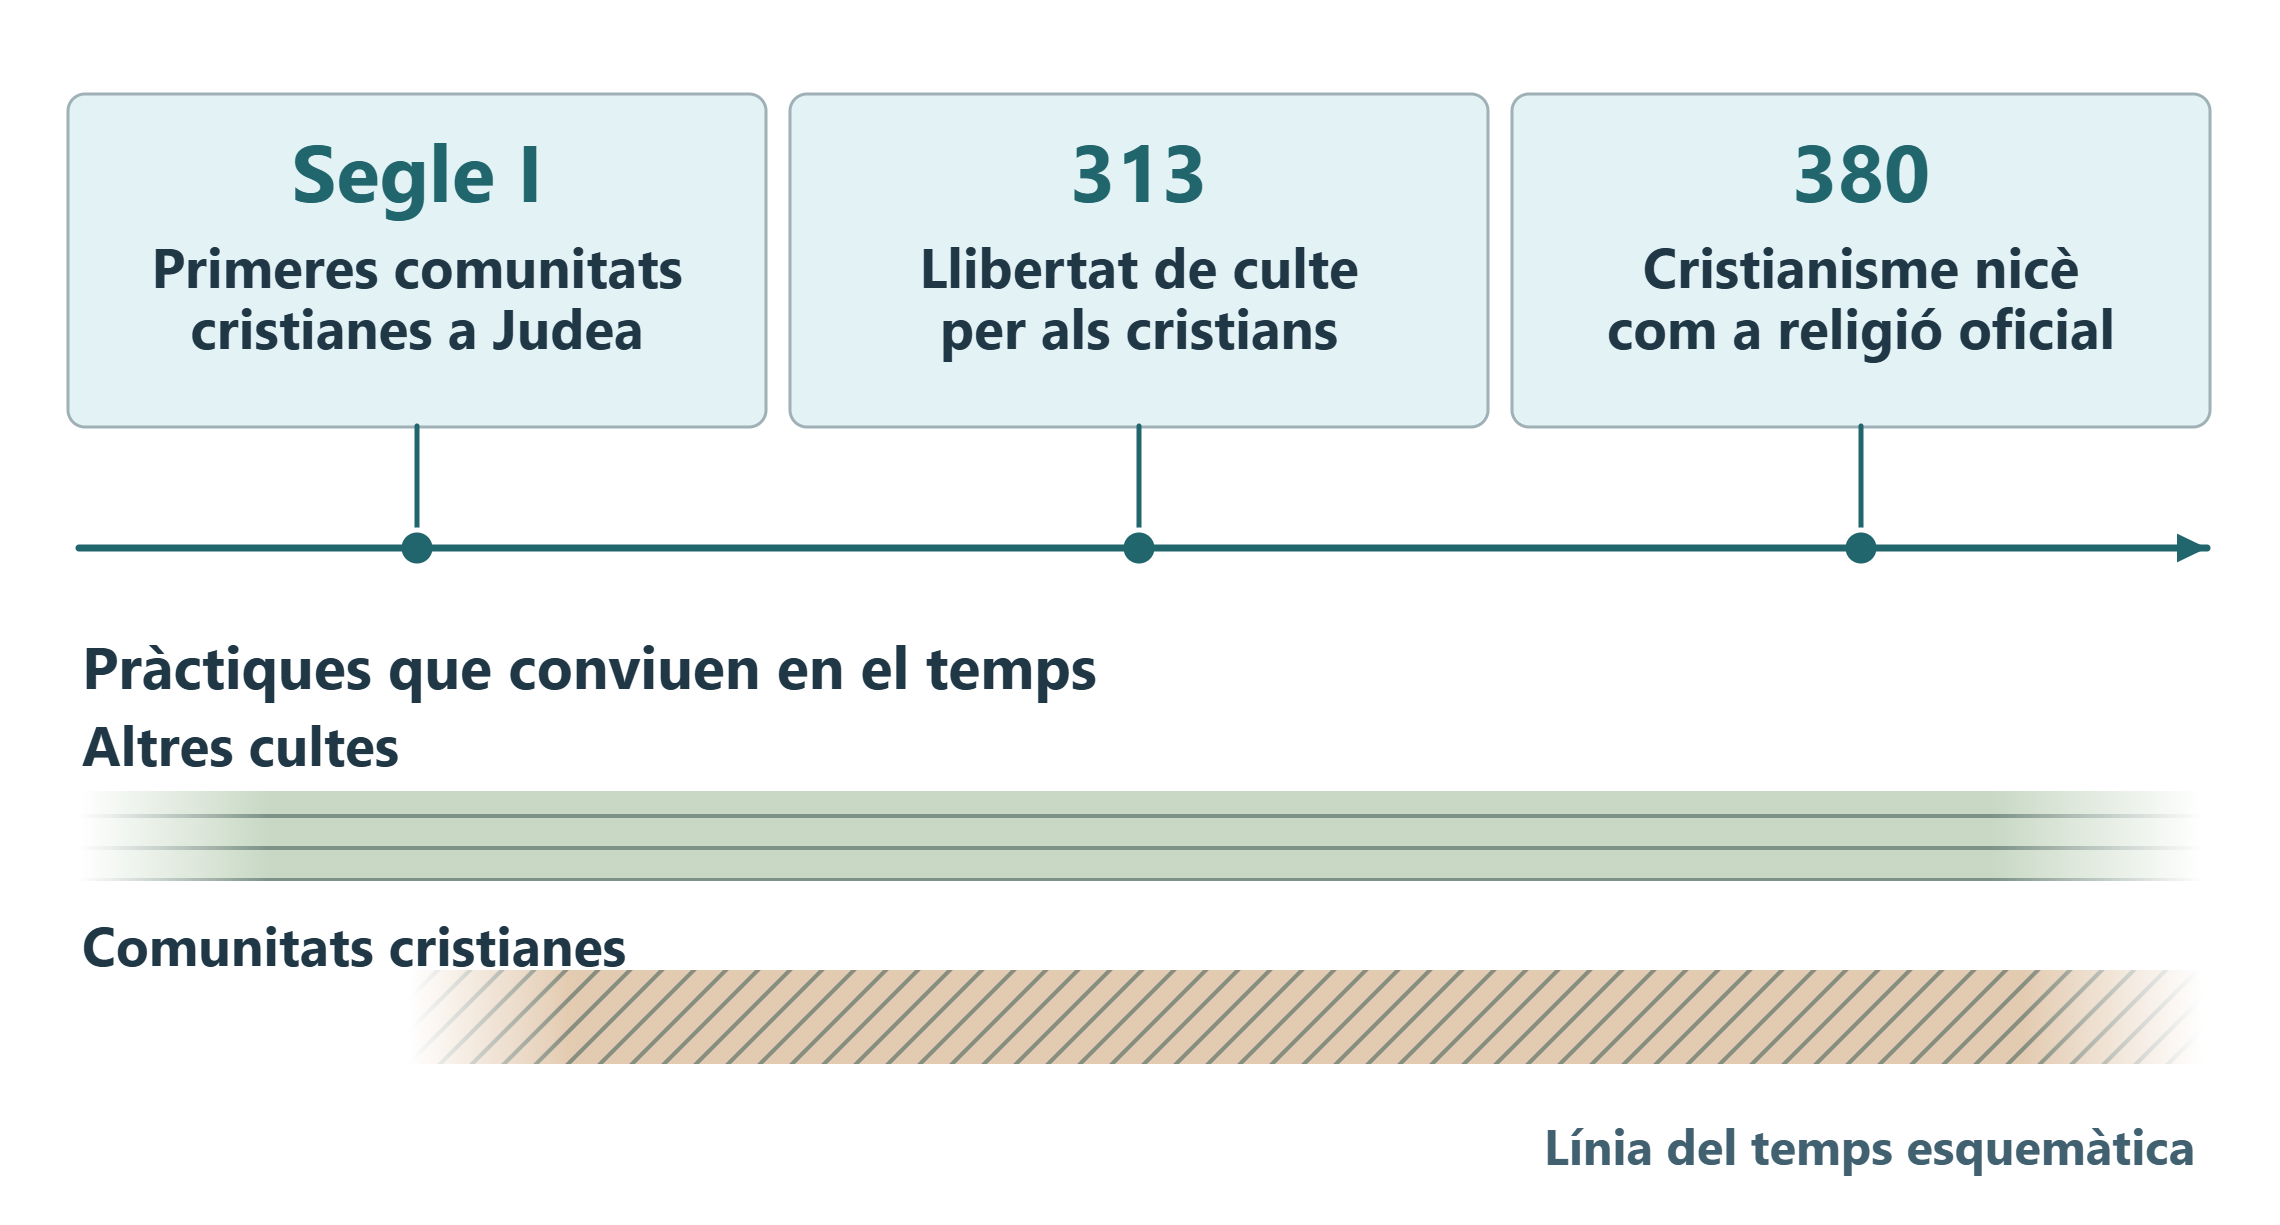 Segle I
Primeres comunitats
cristianes a Judea
313
Llibertat de culte
per als cristians
380
Cristianisme nicè
com a religió oficial
Pràctiques que conviuen en el temps
Altres cultes
Comunitats cristianes
Línia del temps esquemàtica